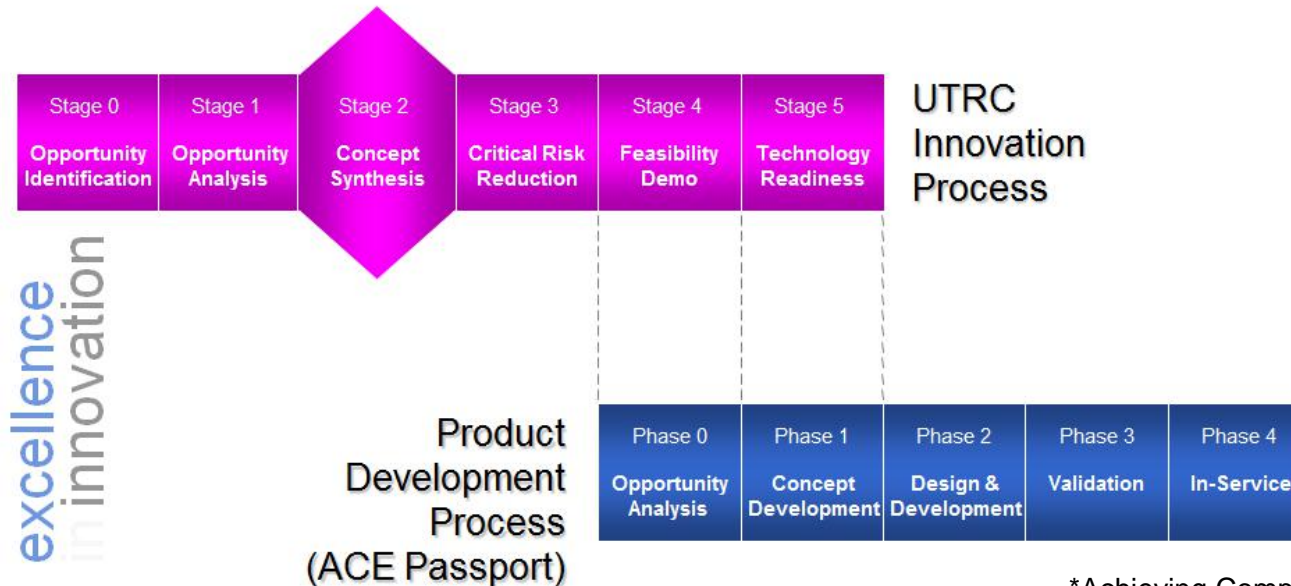 Stage 0
Opportunity
Identification
Stage 1
Opportunity
Analysis
Stage 2
Concept
Synthesis
Stage 3
Critical Risk
Reduction
Stage 4
Feasibility
Demo
Stage 5
Technology
Readiness
UTRC
Innovation
Process
excellence
in innovation
Product
Development
Process
(ACE Passport)
Phase 0
Opportunity
Analysis
Phase 1
Concept
Development
Phase 2
Design &
Development
Phase 3
Validation
Phase 4
In-Service
*Achieving